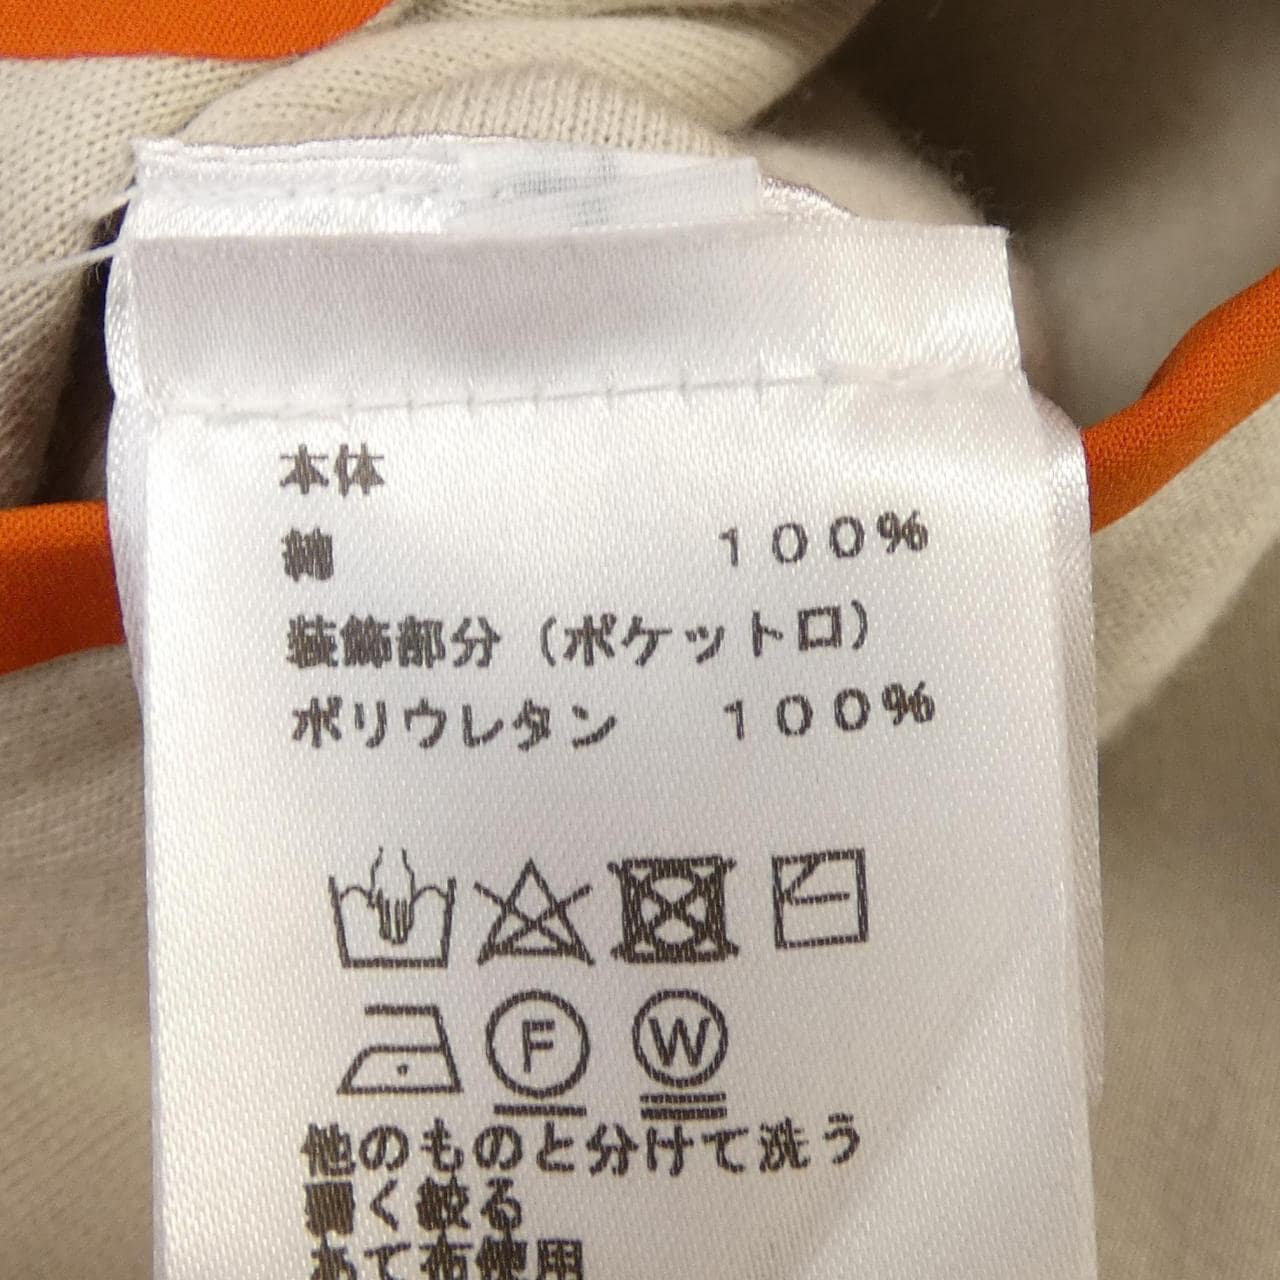 本体
綿 １００％
装飾部分（ポケット口）
ポリウレタン １００％
F W
他のものと分けて洗う
弱く絞る
あて布使用